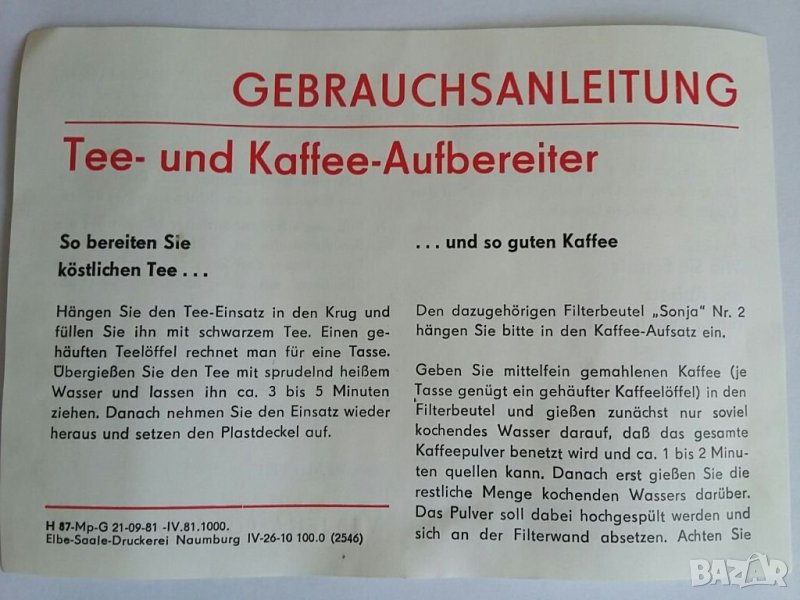 GEBRAUCHSANLEITUNG
Tee- und Kaffee-Aufbereiter
So bereiten Sie
köstlichen Tee . . .
Hängen Sie den Tee-Einsatz in den Krug und
füllen Sie ihn mit schwarzem Tee. Einen ge-
häuften Teelöffel rechnet man für eine Tasse.
Übergießen Sie den Tee mit sprudelnd heißem
Wasser und lassen ihn ca. 3 bis 5 Minuten
ziehen. Danach nehmen Sie den Einsatz wieder
heraus und setzen den Plastdeckel auf.
H 87-Mp-G 21-09-81 -IV.81.1000.
Elbe-Saale-Druckerei Naumburg IV-26-10 100.0 (2546)
. . . und so guten Kaffee
Den dazugehörigen Filterbeutel „Sonja" Nr. 2
hängen Sie bitte in den Kaffee-Aufsatz ein.
Geben Sie mittelfein gemahlenen Kaffee (je
Tasse genügt ein gehäufter Kaffeelöffel) in den
Filterbeutel und gießen zunächst nur soviel
kochendes Wasser darauf, daß das gesamte
Kaffeepulver benetzt wird und ca. 1 bis 2 Minu-
ten quellen kann. Danach erst gießen Sie die
restliche Menge kochenden Wassers darüber.
Das Pulver soll dabei hochgespült werden und
sich an der Filterwand absetzen. Achten Sie
BAZAR